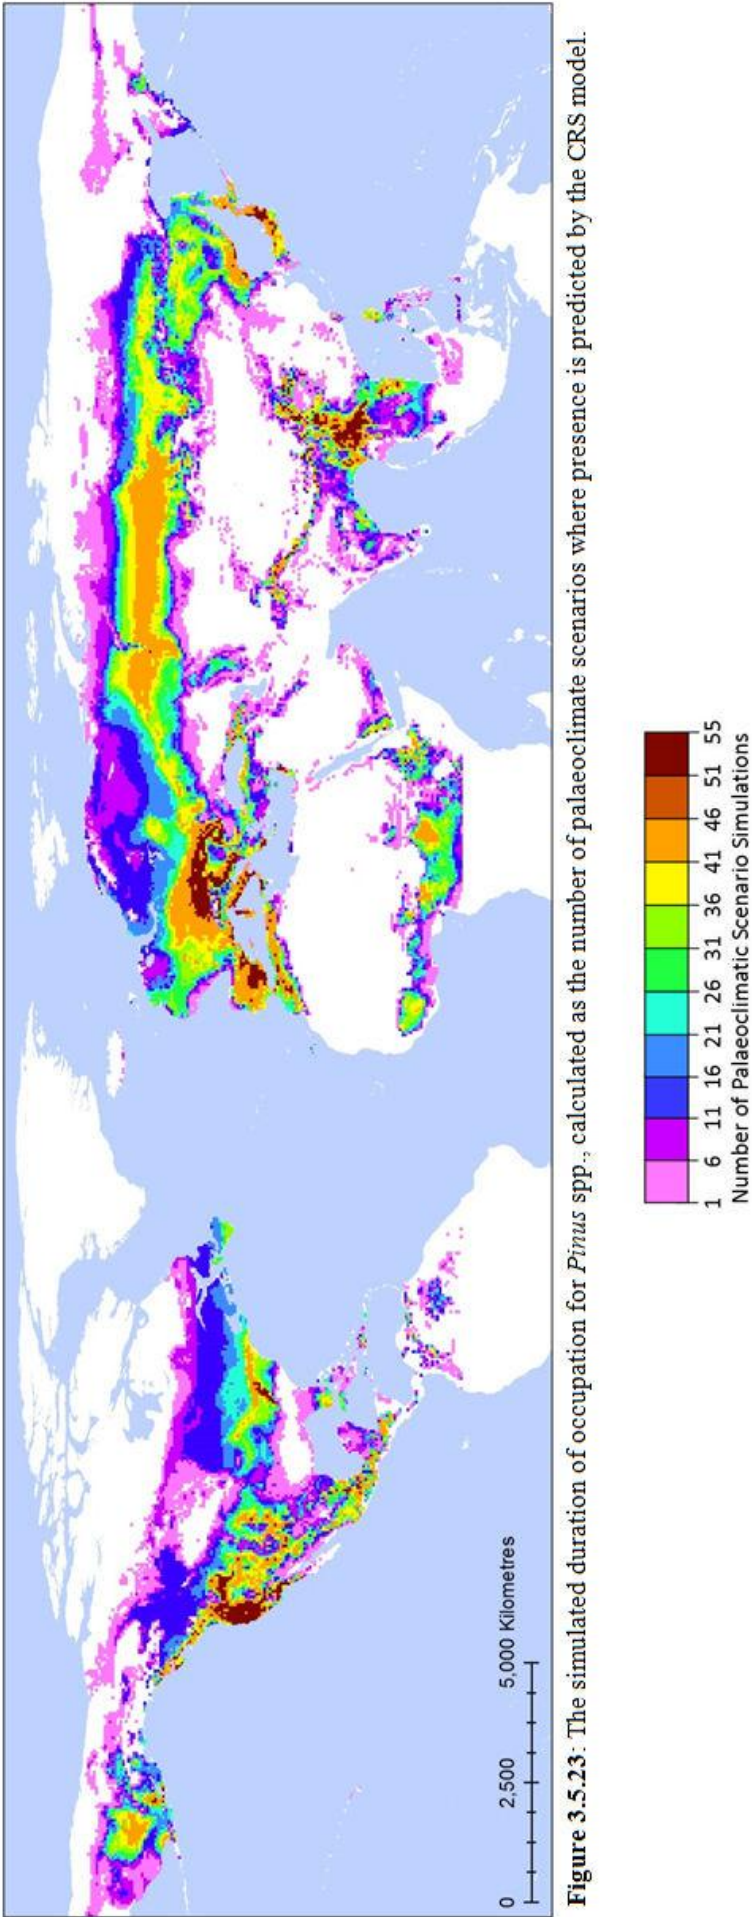 0 2,500 5,000 Kilometres
Figure 3.5.23: The simulated duration of occupation for Pinus spp., calculated as the number of palaeoclimate scenarios where presence is predicted by the CRS model.
1 6 11 16 21 26 31 36 41 46 51 55
Number of Palaeoclimatic Scenario Simulations